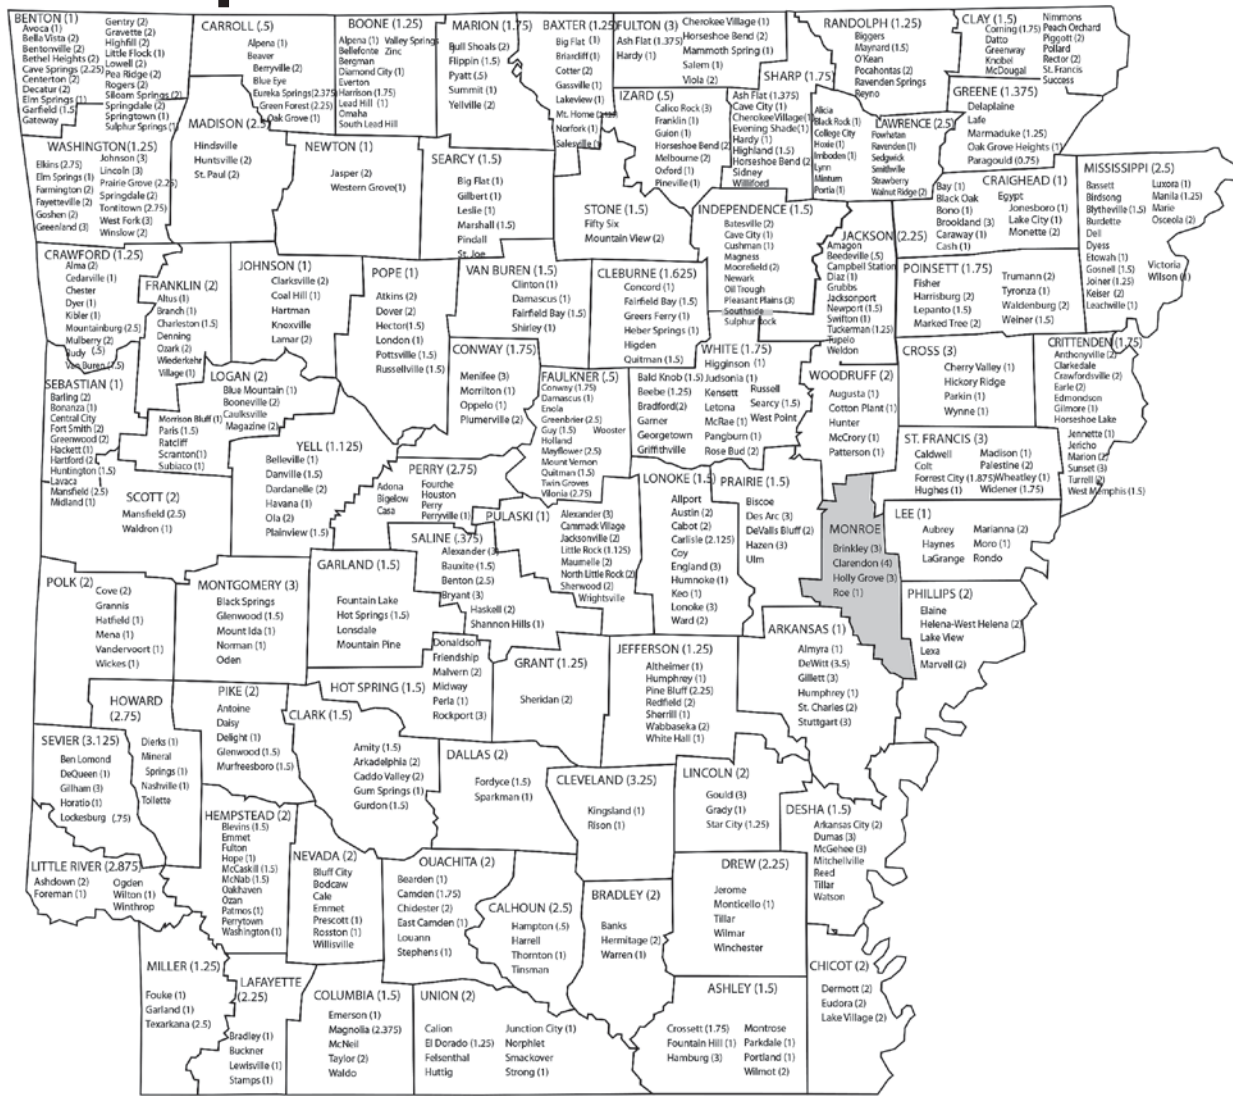 BENTON (1)
Avoca (1)
Bella Vista (2)
Bentonville (2)
Bethel Heights (2)
Cave Springs (2.25)
Centerton (2)
Decatur (2)
Elm Springs (1)
Garfield (1.5)
Gateway
Gentry (2)
Gravette (2)
Highfill (2)
Little Flock (1)
Lowell (2)
Pea Ridge (2)
Rogers (2)
Siloam Springs (2)
Springdale (2)
Springtown (1)
Sulphur Springs (1)
CARROLL (.5)
Alpena (1)
Beaver
Berryville (2)
Blue Eye
Eureka Springs(2.375)
Green Forest (2.25)
Oak Grove (1)
BOONE (1.25)
Alpena (1) Valley Springs
Bellefonte Zinc
Bergman
Diamond City (1)
Everton
Harrison (1.75)
Lead Hill (1)
Omaha
South Lead Hill
MARION (1.75)
Bull Shoals (2)
Flippin (1.5)
Pyatt (.5)
Summit (1)
Yellville (2)
BAXTER (1.25)
Big Flat (1)
Briarcliff (1)
Cotter (2)
Gassville (1)
Lakeview (1)
Mt. Home (2.125)
Norfork (1)
Salesville (1)
FULTON (3)
Ash Flat (1.375)
Hardy (1)
Cherokee Village (1)
Horseshoe Bend (2)
Mammoth Spring (1)
Salem (1)
Viola (2)
SHARP (1.75)
Ash Flat (1.375)
Cave City (1)
CherokeeVillage(1)
Evening Shade(1)
Hardy (1)
Highland (1.5)
Horseshoe Bend (2)
Sidney
Williford
RANDOLPH (1.25)
Biggers
Maynard (1.5)
O'Kean
Pocahontas (2)
Ravenden Springs
Reyno
CLAY (1.5)
Corning (1.75)
Datto
Greenway
Knobel
McDougal
Nimmons
Peach Orchard
Piggott (2)
Pollard
Rector (2)
St. Francis
Success
GREENE (1.375)
Delaplaine
Lafe
Marmaduke (1.25)
Oak Grove Heights (1)
Paragould (0.75)
MADISON (2.5)
Hindsville
Huntsville (2)
St. Paul (2)
WASHINGTON(1.25)
Elkins (2.75)
Elm Springs (1)
Farmington (2)
Fayetteville (2)
Goshen (2)
Greenland (3)
Johnson (3)
Lincoln (3)
Prairie Grove (2.25)
Springdale (2)
Tontitown (2.75)
West Fork (3)
Winslow (2)
NEWTON (1)
Jasper (2)
Western Grove(1)
SEARCY (1.5)
Big Flat (1)
Gilbert (1)
Leslie (1)
Marshall (1.5)
Pindall
St. Joe
IZARD (.5)
Calico Rock (3)
Franklin (1)
Guion (1)
Horseshoe Bend (2)
Melbourne (2)
Oxford (1)
Pineville (1)
LAWRENCE (2.5)
Alicia
Black Rock (1)
College City
Hoxie (1)
Imboden (1)
Lynn
Minturn
Portia (1)
Powhatan
Ravenden (1)
Sedgwick
Smithville
Strawberry
Walnut Ridge (2)
STONE (1.5)
Fifty Six
Mountain View (2)
INDEPENDENCE (1.5)
Batesville (2)
Cave City (1)
Cushman (1)
Magness
Moorefield (2)
Newark
Oil Trough
Pleasant Plains (3)
Southside
Sulphur Rock
CRAIGHEAD (1)
Bay (1)
Black Oak
Bono (1)
Brookland (3)
Caraway (1)
Cash (1)
Egypt
Jonesboro (1)
Lake City (1)
Monette (2)
MISSISSIPPI (2.5)
Bassett
Birdsong
Blytheville (1.5)
Burdette
Dell
Dyess
Etowah (1)
Gosnell (1.5)
Joiner (1.25)
Keiser (2)
Leachville (1)
Luxora (1)
Manila (1.25)
Marie
Osceola (2)
Victoria
Wilson (1)
CRAWFORD (1.25)
Alma (2)
Cedarville (1)
Chester
Dyer (1)
Kibler (1)
Mountainburg (2.5)
Mulberry (2)
Rudy (.5)
Van Buren (1.5)
FRANKLIN (2)
Altus (1)
Branch (1)
Charleston (1.5)
Denning
Ozark (2)
Wiederkehr
Village (1)
JOHNSON (1)
Clarksville (2)
Coal Hill (1)
Hartman
Knoxville
Lamar (2)
POPE (1)
Atkins (2)
Dover (2)
Hector(1.5)
London (1)
Pottsville (1.5)
Russellville (1.5)
VAN BUREN (1.5)
Clinton (1)
Damascus (1)
Fairfield Bay (1.5)
Shirley (1)
CLEBURNE (1.625)
Concord (1)
Fairfield Bay (1.5)
Greers Ferry (1)
Heber Springs (1)
Higden
Quitman (1.5)
JACKSON (2.25)
Amagon
Beedeville (.5)
Campbell Station
Diaz (1)
Grubbs
Jacksonport
Newport (1.5)
Swifton (1)
Tuckerman (1.25)
Tupelo
Weldon
POINSETT (1.75)
Fisher
Harrisburg (2)
Lepanto (1.5)
Marked Tree (2)
Trumann (2)
Tyronza (1)
Waldenburg (2)
Weiner (1.5)
SEBASTIAN (1)
Barling (2)
Bonanza (1)
Central City
Fort Smith (2)
Greenwood (2)
Hackett (1)
Hartford (2)
Huntington (1.5)
Lavaca
Mansfield (2.5)
Midland (1)
LOGAN (2)
Blue Mountain (1)
Booneville (2)
Caulksville
Magazine (2)
Morrison Bluff (1)
Paris (1.5)
Ratcliff
Scranton(1)
Subiaco (1)
CONWAY (1.75)
Menifee (3)
Morrilton (1)
Oppelo (1)
Plumerville (2)
FAULKNER (.5)
Conway (1.75)
Damascus (1)
Enola
Greenbrier (2.5)
Guy (1.5) Wooster
Holland
Mayflower (2.5)
Mount Vernon
Quitman (1.5)
Twin Groves
Vilonia (2.75)
WHITE (1.75)
Bald Knob (1.5)
Beebe (1.25)
Bradford(2)
Garner
Georgetown
Griffithville
Higginson (1)
Judsonia (1)
Kensett
Letona
McRae (1)
Pangburn (1)
Rose Bud (2)
Russell
Searcy (1.5)
West Point
WOODRUFF (2)
Augusta (1)
Cotton Plant (1)
Hunter
McCrory (1)
Patterson (1)
CROSS (3)
Cherry Valley (1)
Hickory Ridge
Parkin (1)
Wynne (1)
CRITTENDEN (1.75)
Anthonyville (2)
Clarkedale
Crawfordsville (2)
Earle (2)
Edmondson
Gilmore (1)
Horseshoe Lake
Jennette (1)
Jericho
Marion (2)
Sunset (3)
Turrell (2)
West Memphis (1.5)
ST. FRANCIS (3)
Caldwell
Colt
Forrest City (1.875)
Hughes (1)
Madison (1)
Palestine (2)
Wheatley (1)
Widener (1.75)
SCOTT (2)
Mansfield (2.5)
Waldron (1)
YELL (1.125)
Belleville (1)
Danville (1.5)
Dardanelle (2)
Havana (1)
Ola (2)
Plainview (1.5)
PERRY (2.75)
Adona
Bigelow
Casa
Fourche
Houston
Perry
Perryville (1)
PULASKI (1)
Alexander (3)
Cammack Village
Jacksonville (2)
Little Rock (1.125)
Maumelle (2)
North Little Rock (2)
Sherwood (2)
Wrightsville
LONOKE (1.5)
Allport
Austin (2)
Cabot (2)
Carlisle (2.125)
Coy
England (3)
Humnoke (1)
Keo (1)
Lonoke (3)
Ward (2)
PRAIRIE (1.5)
Biscoe
Des Arc (3)
DeValls Bluff (2)
Hazen (3)
Ulm
MONROE
Brinkley (3)
Clarendon (4)
Holly Grove (3)
Roe (1)
LEE (1)
Aubrey
Haynes
LaGrange
Marianna (2)
Moro (1)
Rondo
PHILLIPS (2)
Elaine
Helena-West Helena (2)
Lake View
Lexa
Marvell (2)
POLK (2)
Cove (2)
Grannis
Hatfield (1)
Mena (1)
Vandervoort (1)
Wickes (1)
MONTGOMERY (3)
Black Springs
Glenwood (1.5)
Mount Ida (1)
Norman (1)
Oden
GARLAND (1.5)
Fountain Lake
Hot Springs (1.5)
Lonsdale
Mountain Pine
SALINE (.375)
Alexander (3)
Bauxite (1.5)
Benton (2.5)
Bryant (3)
Haskell (2)
Shannon Hills (1)
HOT SPRING (1.5)
Donaldson
Friendship
Malvern (2)
Midway
Perla (1)
Rockport (3)
GRANT (1.25)
Sheridan (2)
JEFFERSON (1.25)
Altheimer (1)
Humphrey (1)
Pine Bluff (2.25)
Redfield (2)
Sherrill (1)
Wabbaseka (2)
White Hall (1)
ARKANSAS (1)
Almyra (1)
DeWitt (3.5)
Gillett (3)
Humphrey (1)
St. Charles (2)
Stuttgart (3)
HOWARD
(2.75)
Dierks (1)
Mineral
Springs (1)
Nashville (1)
Tollette
SEVIER (3.125)
Ben Lomond
DeQueen (1)
Gilham (3)
Horatio (1)
Lockesburg (.75)
PIKE (2)
Antoine
Daisy
Delight (1)
Glenwood (1.5)
Murfreesboro (1.5)
CLARK (1.5)
Amity (1.5)
Arkadelphia (2)
Caddo Valley (2)
Gum Springs (1)
Gurdon (1.5)
DALLAS (2)
Fordyce (1.5)
Sparkman (1)
CLEVELAND (3.25)
Kingsland (1)
Rison (1)
LINCOLN (2)
Gould (3)
Grady (1)
Star City (1.25)
DESHA (1.5)
Arkansas City (2)
Dumas (3)
McGehee (3)
Mitchellville
Reed
Tillar
Watson
LITTLE RIVER (2.875)
Ashdown (2)
Foreman (1)
Ogden
Wilton (1)
Winthrop
HEMPSTEAD (2)
Blevins (1.5)
Emmet
Fulton
Hope (1)
McCaskill (1.5)
McNab (1.5)
Oakhaven
Ozan
Patmos (1)
Perrytown
Washington (1)
NEVADA (2)
Bluff City
Bodcaw
Cale
Emmet
Prescott (1)
Rosston (1)
Willisville
OUACHITA (2)
Bearden (1)
Camden (1.75)
Chidester (2)
East Camden (1)
Louann
Stephens (1)
CALHOUN (2.5)
Hampton (.5)
Harrell
Thornton (1)
Tinsman
BRADLEY (2)
Banks
Hermitage (2)
Warren (1)
DREW (2.25)
Jerome
Monticello (1)
Tillar
Wilmar
Winchester
MILLER (1.25)
Fouke (1)
Garland (1)
Texarkana (2.5)
LAFAYETTE
(2.25)
Bradley (1)
Buckner
Lewisville (1)
Stamps (1)
COLUMBIA (1.5)
Emerson (1)
Magnolia (2.375)
McNeil
Taylor (2)
Waldo
UNION (2)
Calion
El Dorado (1.25)
Felsenthal
Huttig
Junction City (1)
Norphlet
Smackover
Strong (1)
ASHLEY (1.5)
Crossett (1.75)
Fountain Hill (1)
Hamburg (3)
Montrose
Parkdale (1)
Portland (1)
Wilmot (2)
CHICOT (2)
Dermott (2)
Eudora (2)
Lake Village (2)